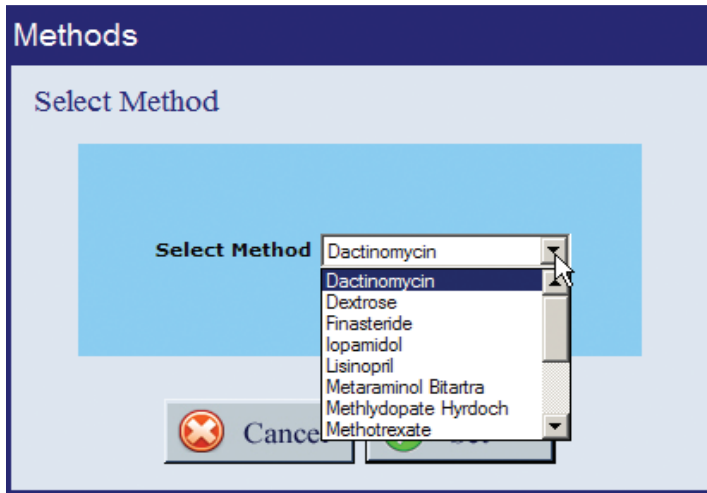 Methods
Select Method
Select Method Dactinomycin
Dactinomycin
Dextrose
Finasteride
Iopamidol
Lisinopril
Metaraminol Bitartra
Methlydopate Hyrdoch
Methotrexate
Cance